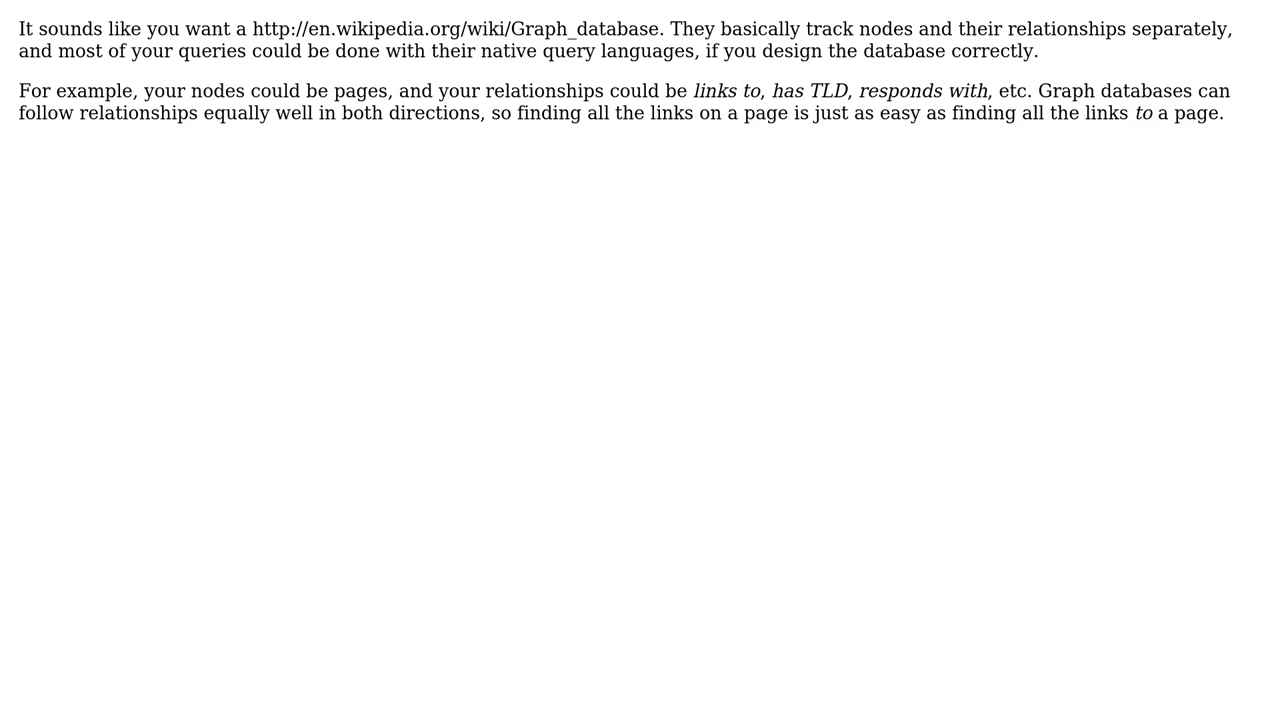 It sounds like you want a http://en.wikipedia.org/wiki/Graph_database. They basically track nodes and their relationships separately,
and most of your queries could be done with their native query languages, if you design the database correctly.
For example, your nodes could be pages, and your relationships could be links to, has TLD, responds with, etc. Graph databases can
follow relationships equally well in both directions, so finding all the links on a page is just as easy as finding all the links to a page.